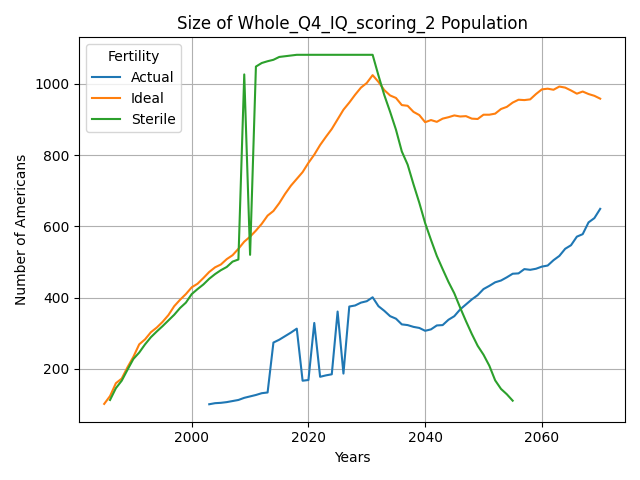 Size of Whole_Q4_IQ_scoring_2 Population
Fertility
Actual
Ideal
Sterile
Number of Americans
1000
800
600
400
200
2000
2020
2040
2060
Years